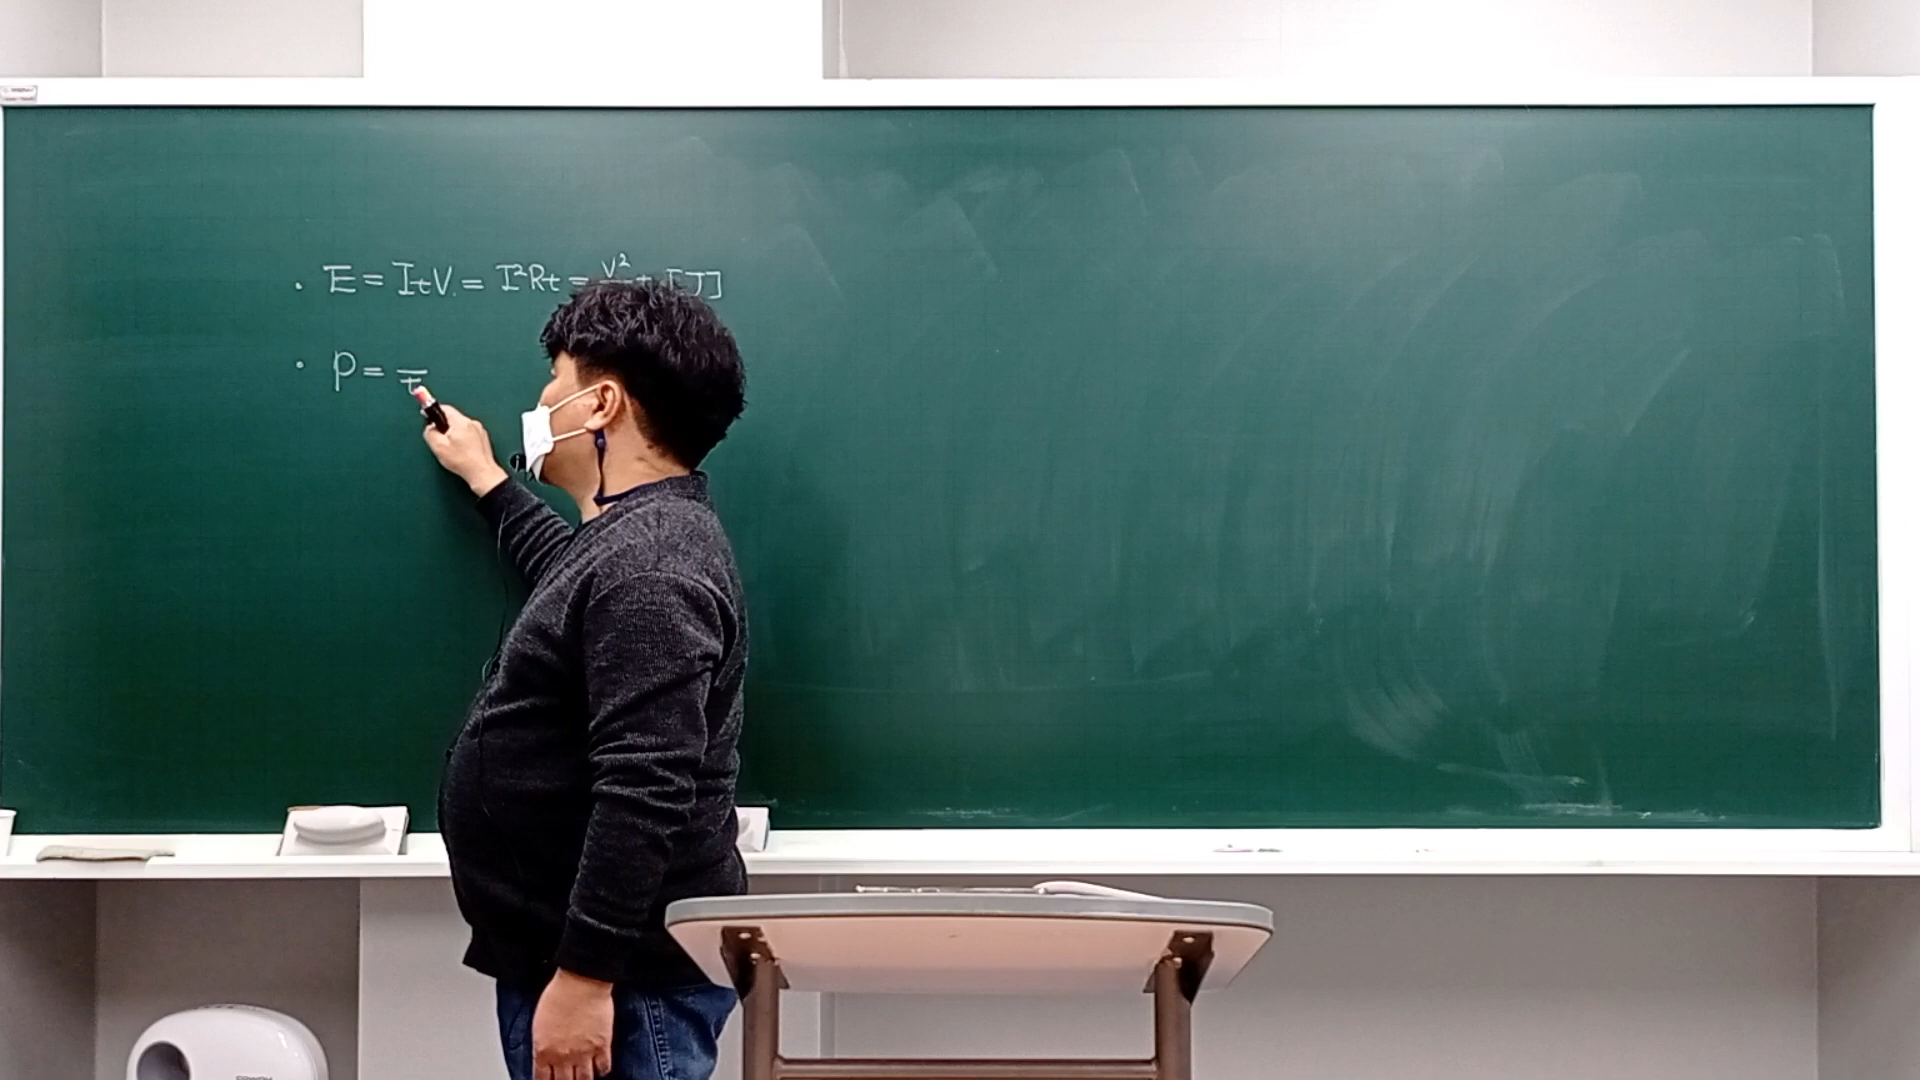 · E = ItV = I²Rt = V² t [J]
· P = — t